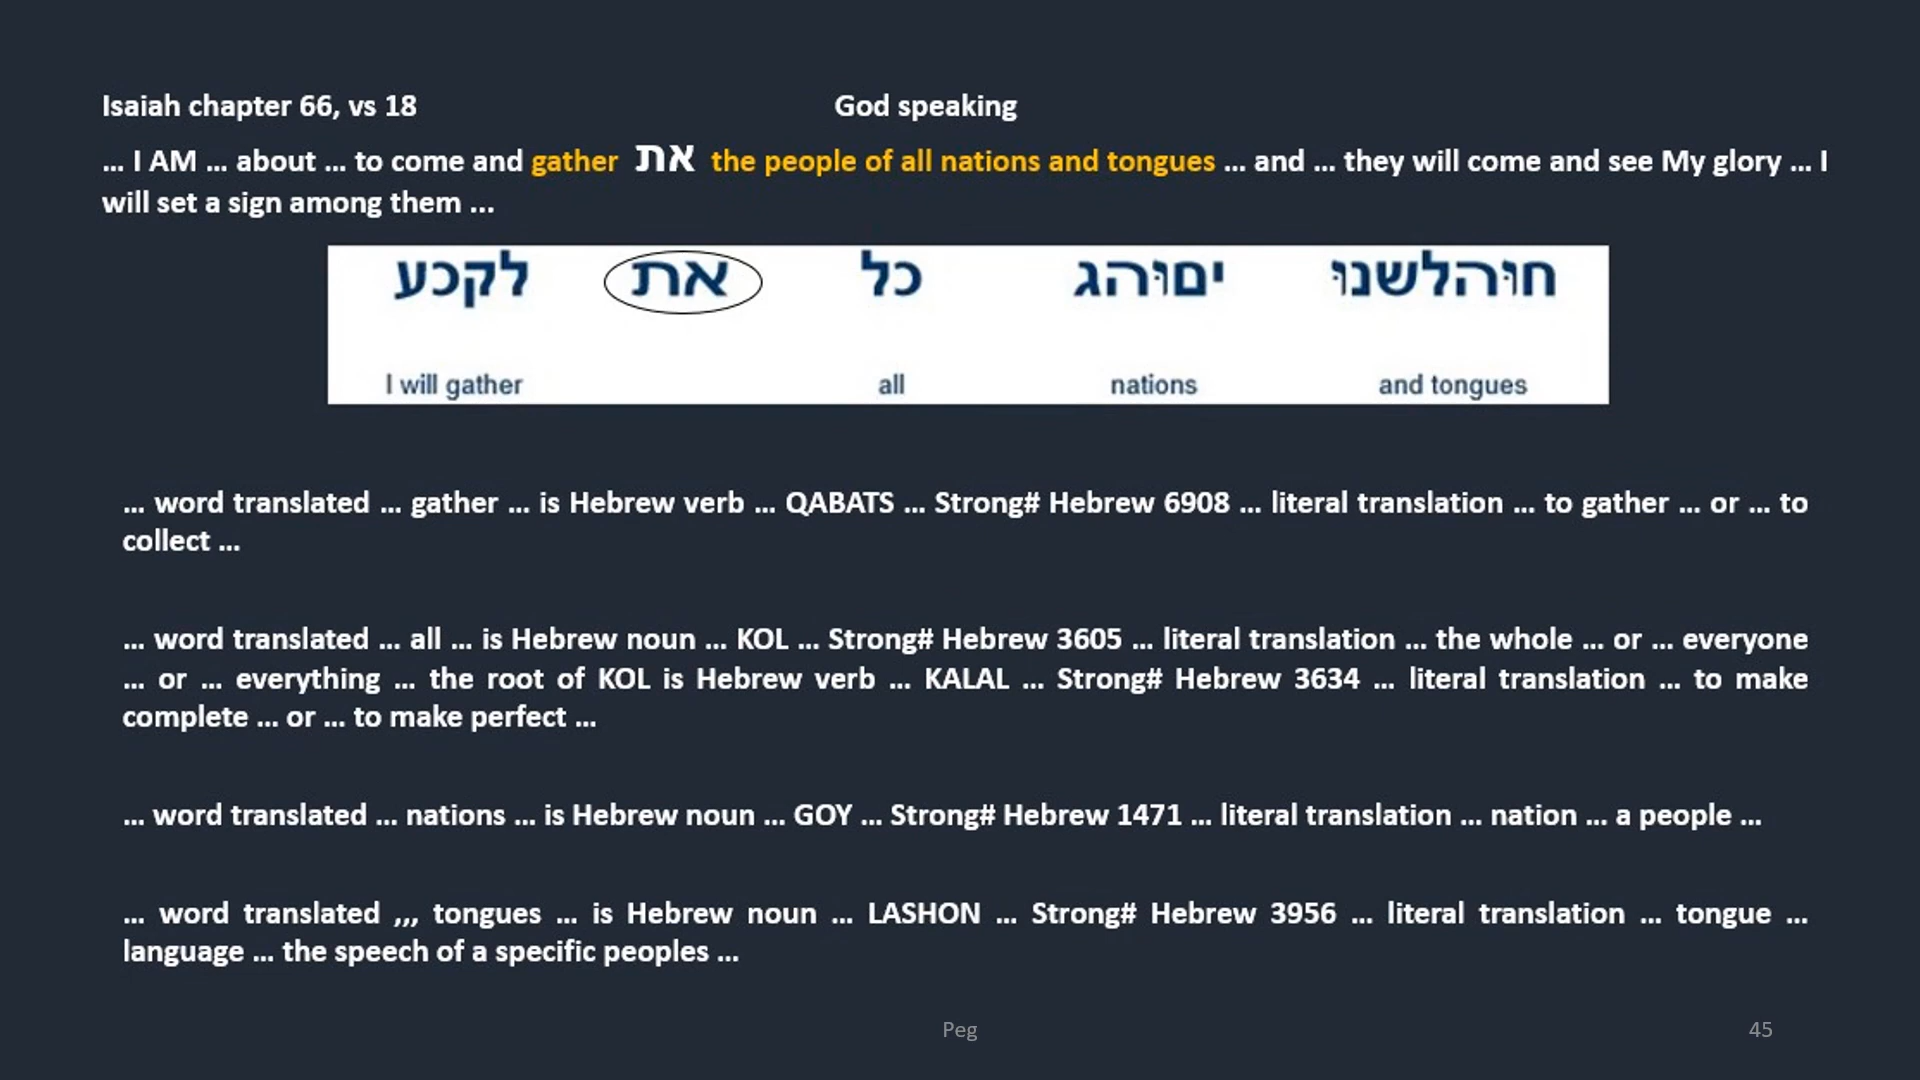 Isaiah chapter 66, vs 18 God speaking
... I AM ... about ... to come and gather את the people of all nations and tongues ... and ... they will come and see My glory ... I
will set a sign among them ...
לקכע את כל יםוּהג חוּהלשנוּ
I will gather all nations and tongues
... word translated ... gather ... is Hebrew verb ... QABATS ... Strong# Hebrew 6908 ... literal translation ... to gather ... or ... to
collect ...
... word translated ... all ... is Hebrew noun ... KOL ... Strong# Hebrew 3605 ... literal translation ... the whole ... or ... everyone
... or ... everything ... the root of KOL is Hebrew verb ... KALAL ... Strong# Hebrew 3634 ... literal translation ... to make
complete ... or ... to make perfect ...
... word translated ... nations ... is Hebrew noun ... GOY ... Strong# Hebrew 1471 ... literal translation ... nation ... a people ...
... word translated ,,, tongues ... is Hebrew noun ... LASHON ... Strong# Hebrew 3956 ... literal translation ... tongue ...
language ... the speech of a specific peoples ...
Peg 45